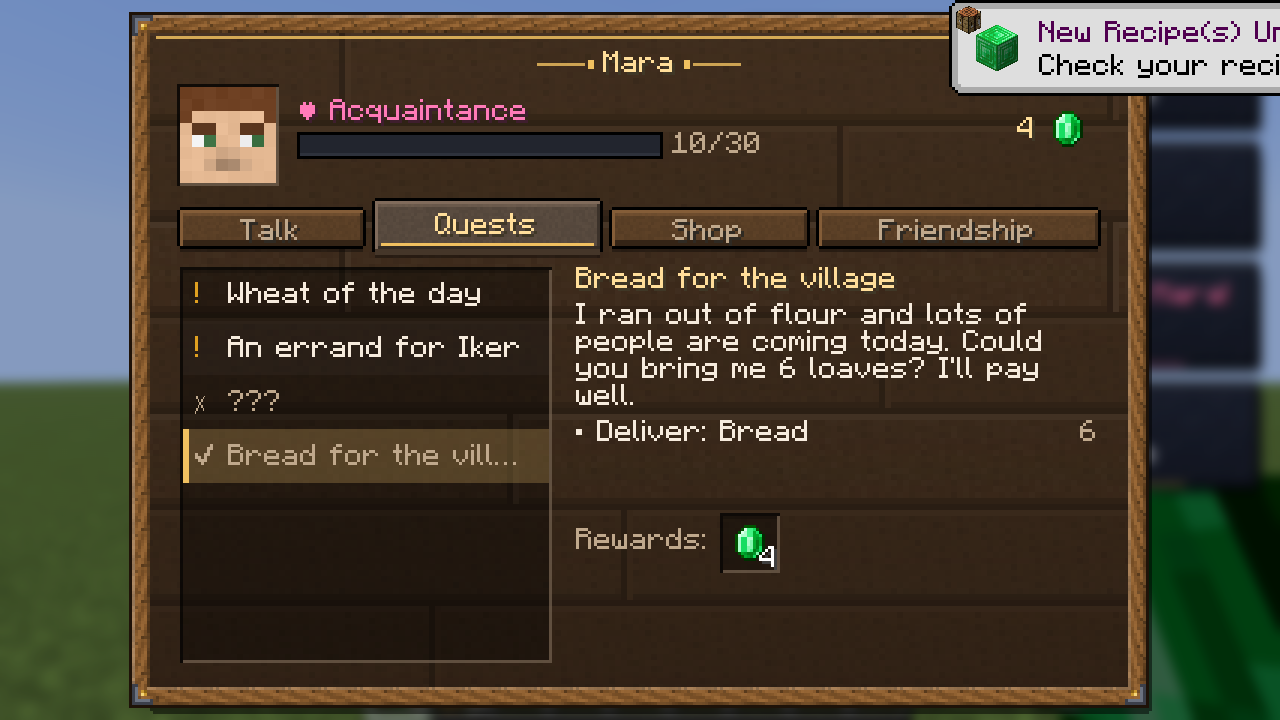 Mara
New Recipe(s) U
Check your reci
Acquaintance
10/30
4
Talk
Quests
Shop
Friendship
! Wheat of the day
! An errand for Iker
x ???
✓ Bread for the vill...
Bread for the village
I ran out of flour and lots of
people are coming today. Could
you bring me 6 loaves? I'll pay
well.
▪ Deliver: Bread 6
Rewards:
4